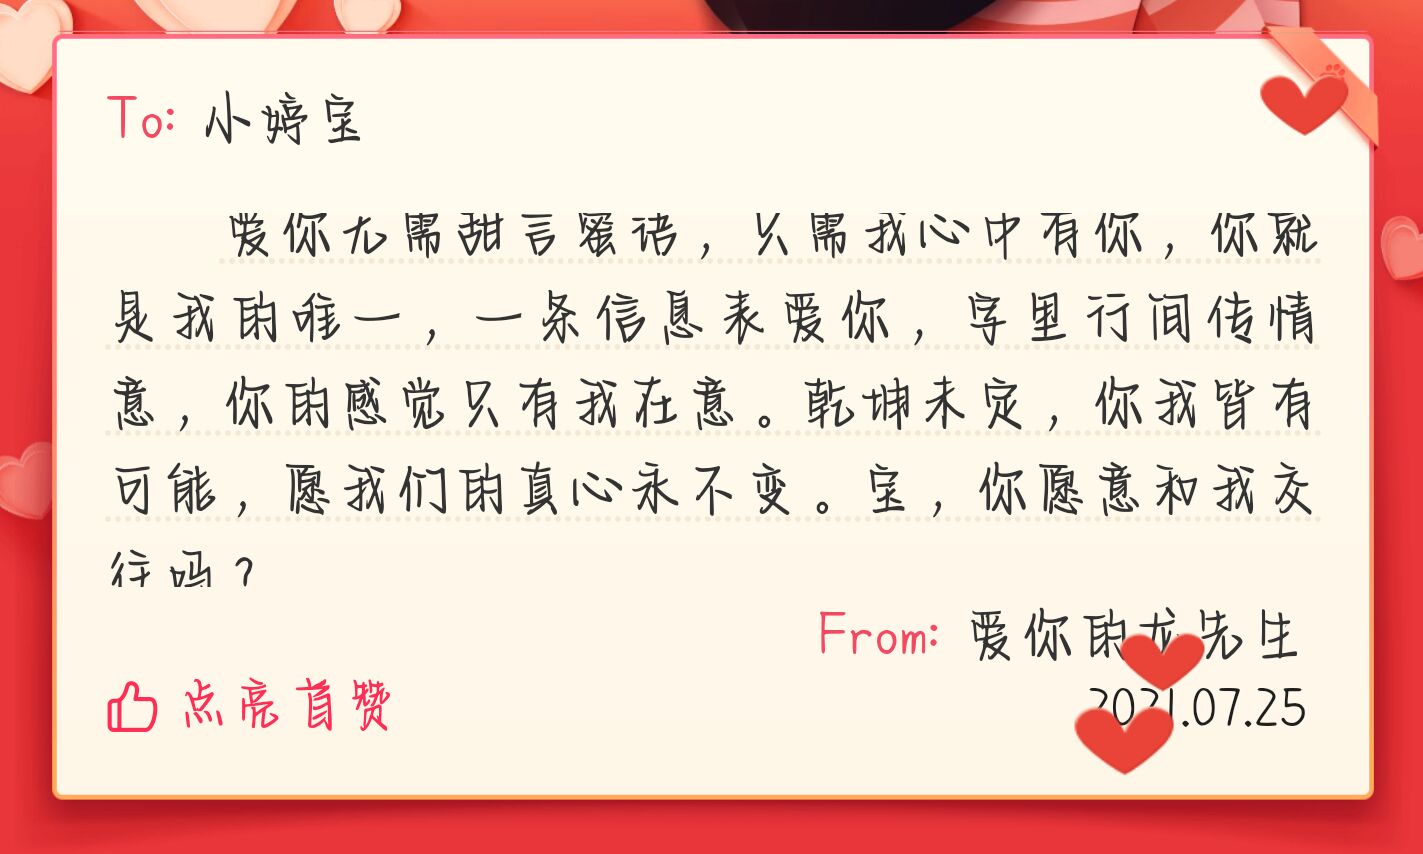 To: 小婷宝
爱你无需甜言蜜语，只需我心中有你，你就
是我的唯一，一条信息表爱你，字里行间传情
意，你的感觉只有我在意。乾坤未定，你我皆有
可能，愿我们的真心永不变。宝，你愿意和我交
往吗？
From: 爱你的龙先生
2021.07.25
点亮首赞